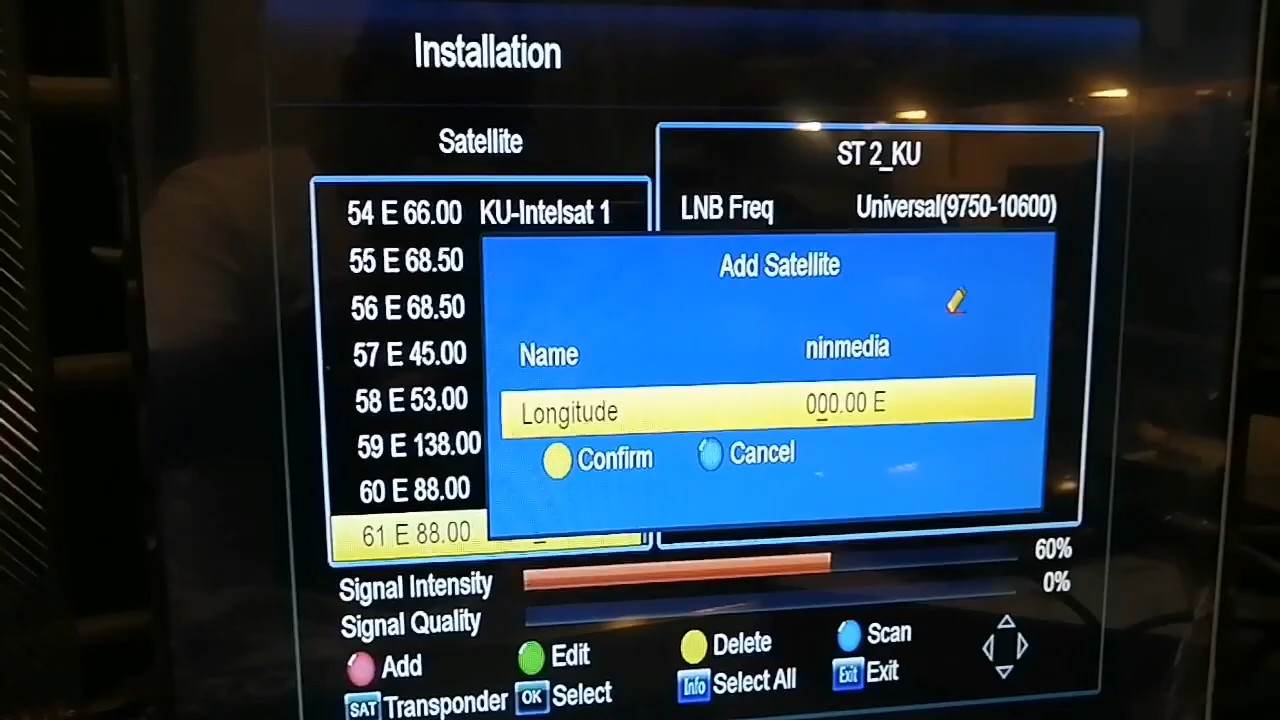 Installation
Satellite
ST 2_KU
54 E 66.00 KU-Intelsat 1
LNB Freq Universal(9750-10600)
55 E 68.50
56 E 68.50
57 E 45.00
58 E 53.00
59 E 138.00
60 E 88.00
61 E 88.00
Add Satellite
Name ninmedia
Longitude 000.00 E
Confirm Cancel
Signal Intensity 60%
Signal Quality 0%
Add Edit Delete Scan
SAT Transponder OK Select Info Select All Exit Exit